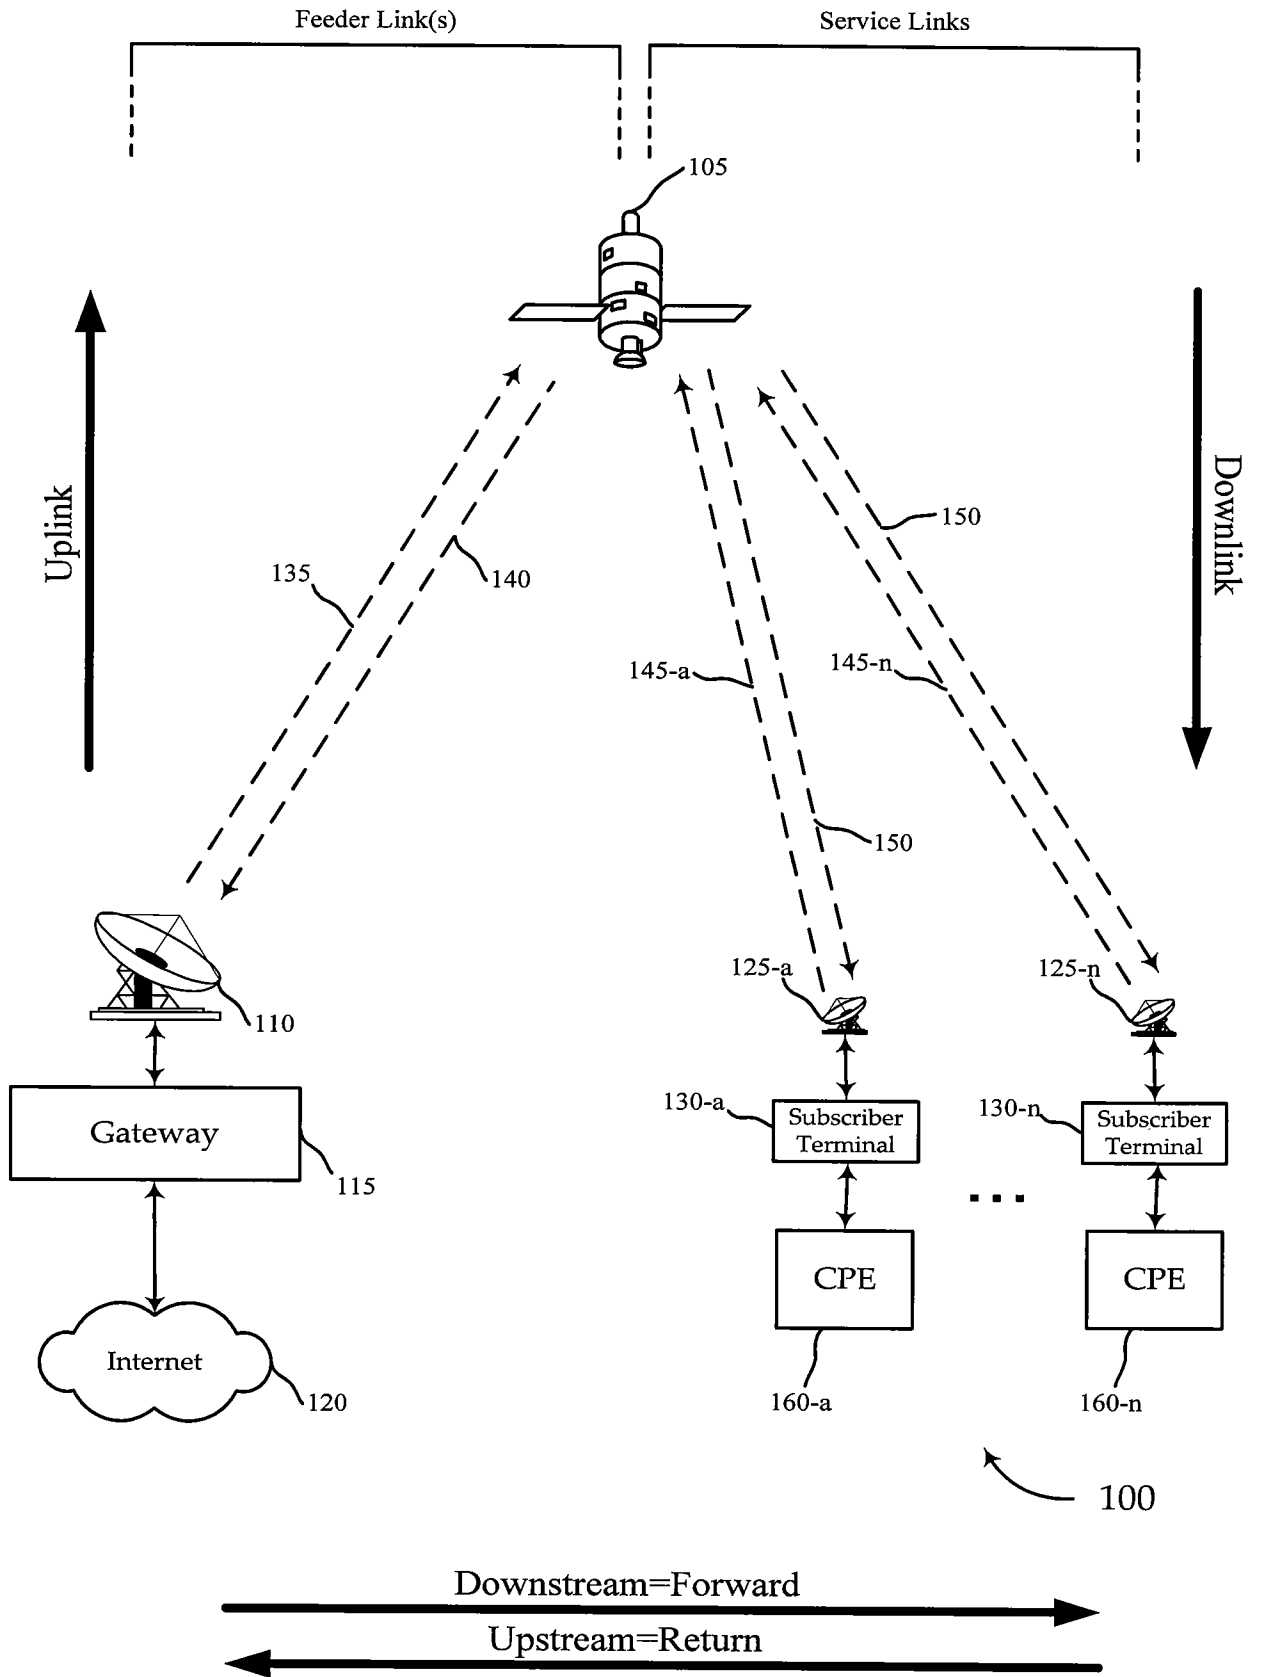 Feeder Link(s)
Service Links
105
Uplink
Downlink
150
135
140
145-a
145-n
150
125-a
125-n
110
130-a
Subscriber
Terminal
130-n
Subscriber
Terminal
Gateway
115
...
CPE
CPE
Internet
120
160-a
160-n
100
Downstream=Forward
Upstream=Return